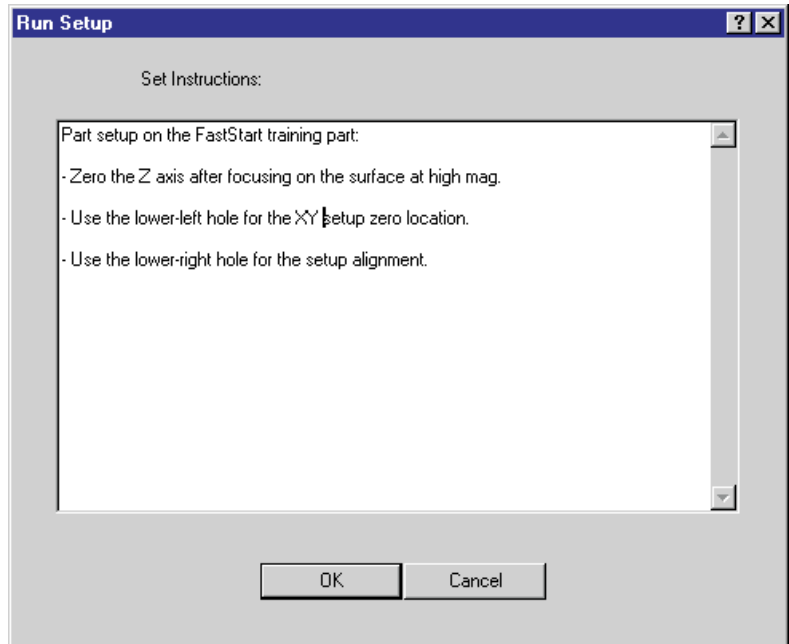 Run Setup
Set Instructions:
Part setup on the FastStart training part:
- Zero the Z axis after focusing on the surface at high mag.
- Use the lower-left hole for the XY setup zero location.
- Use the lower-right hole for the setup alignment.
OK Cancel